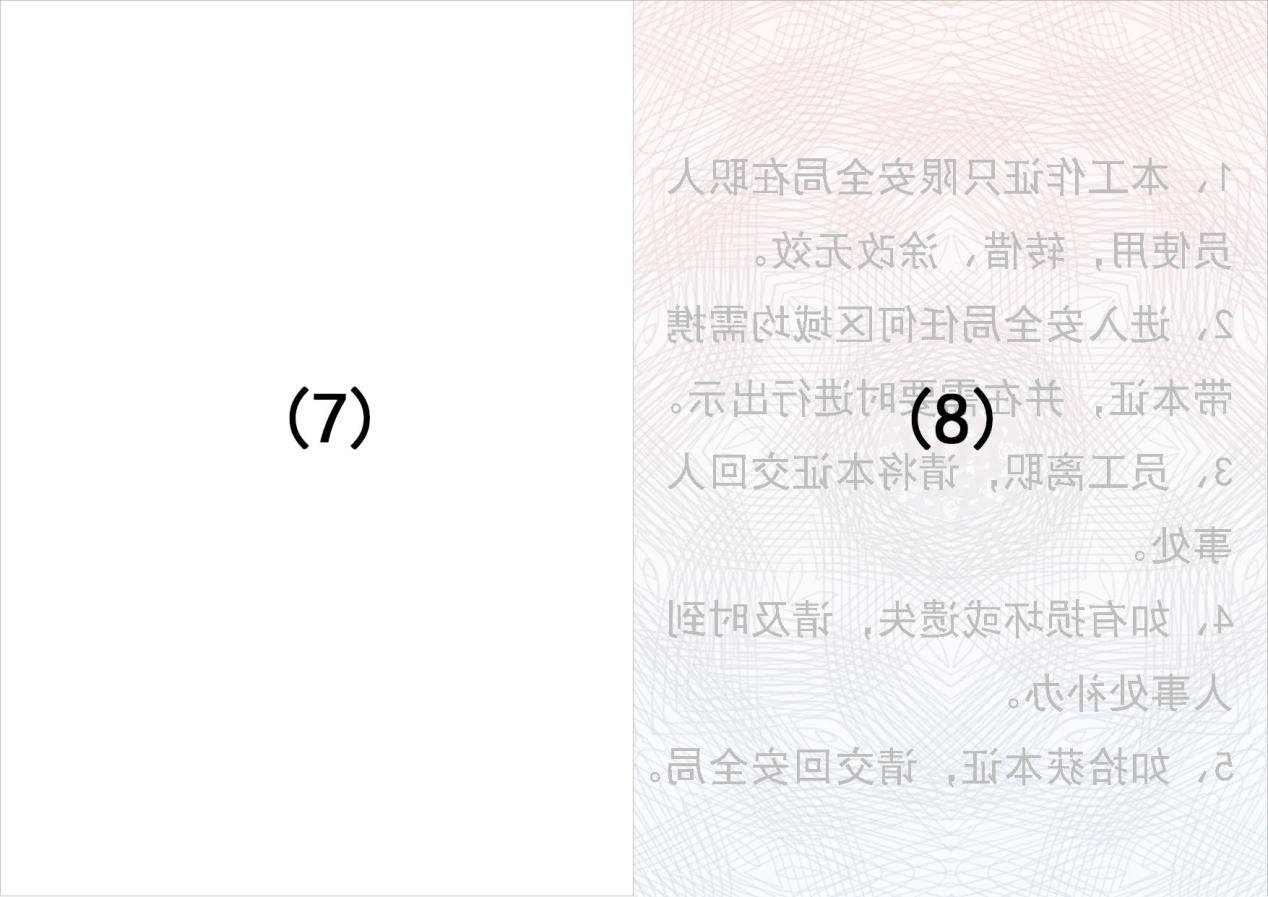 (7)
(8)
1、本工作证只限安全局在职人
员使用，转借、涂改无效。
2、进入安全局任何区域均需携
带本证，并在需要时进行出示。
3、员工离职，请将本证交回人
事处。
4、如有损坏或遗失，请及时到
人事处补办。
5、如拾获本证，请交回安全局。